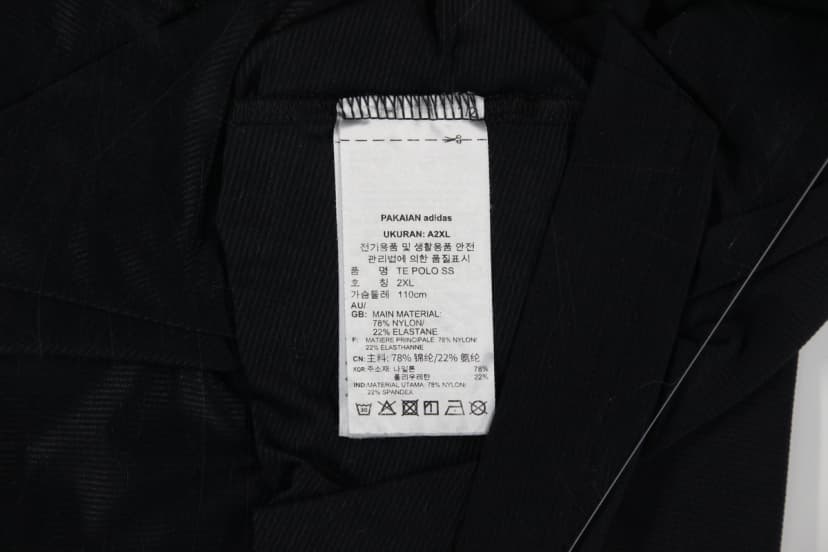 PAKAIAN adidas
UKURAN: A2XL
전기용품 및 생활용품 안전
관리법에 의한 품질표시
품 명 TE POLO SS
호 칭 2XL
가슴둘레 110cm
AU/
GB: MAIN MATERIAL:
78% NYLON/
22% ELASTANE
F: MATIERE PRINCIPALE: 78% NYLON/
22% ELASTHANNE
CN: 主料: 78% 锦纶/22% 氨纶
KOR: 주소재: 나일론 78%
폴리우레탄 22%
IND: MATERIAL UTAMA: 78% NYLON/
22% SPANDEX